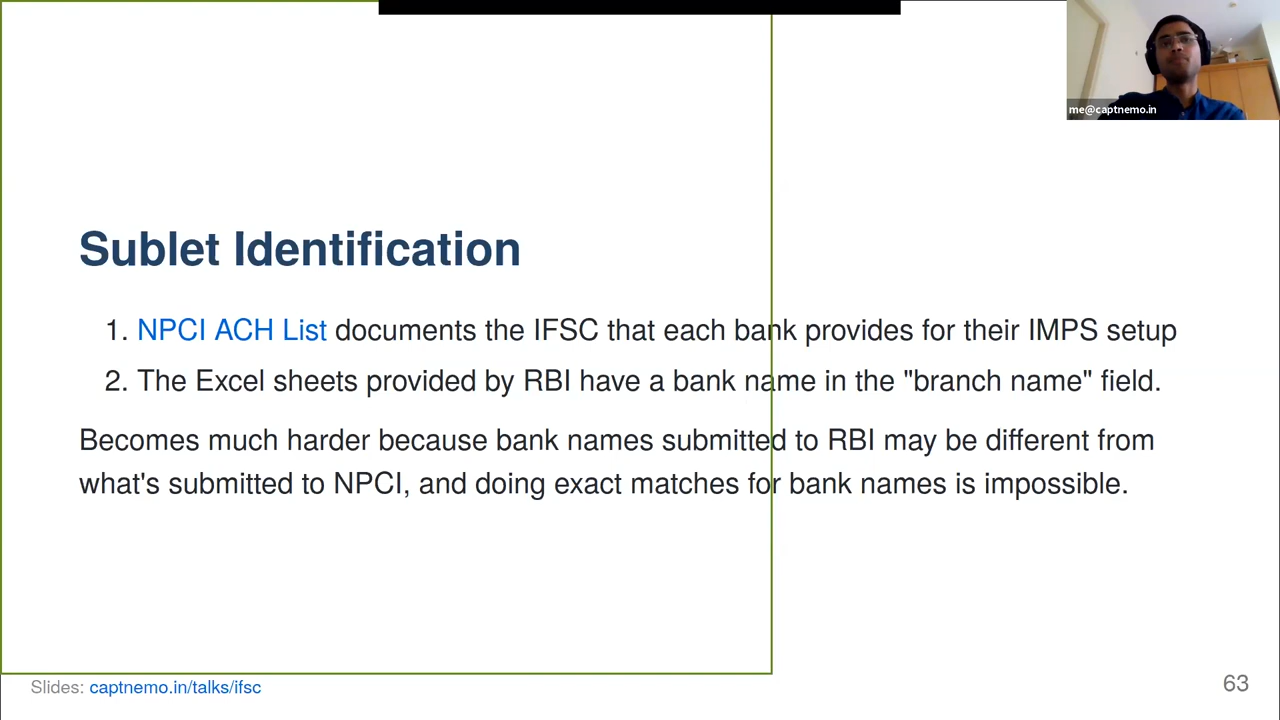 me@captnemo.in
Sublet Identification
1. NPCI ACH List documents the IFSC that each bank provides for their IMPS setup
2. The Excel sheets provided by RBI have a bank name in the "branch name" field.
Becomes much harder because bank names submitted to RBI may be different from
what's submitted to NPCI, and doing exact matches for bank names is impossible.
Slides: captnemo.in/talks/ifsc
63